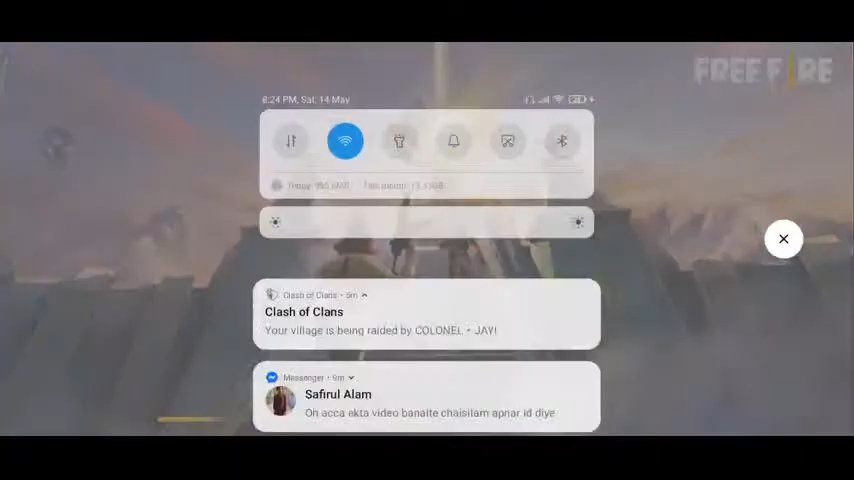 FREE FIRE
8:24 PM, Sat, 14 May
Clash of Clans • 5m
Clash of Clans
Your village is being raided by COLONEL • JAY!
Messenger • 9m
Safirul Alam
Oh acca ekta video banaite chaisilam apnar id diye